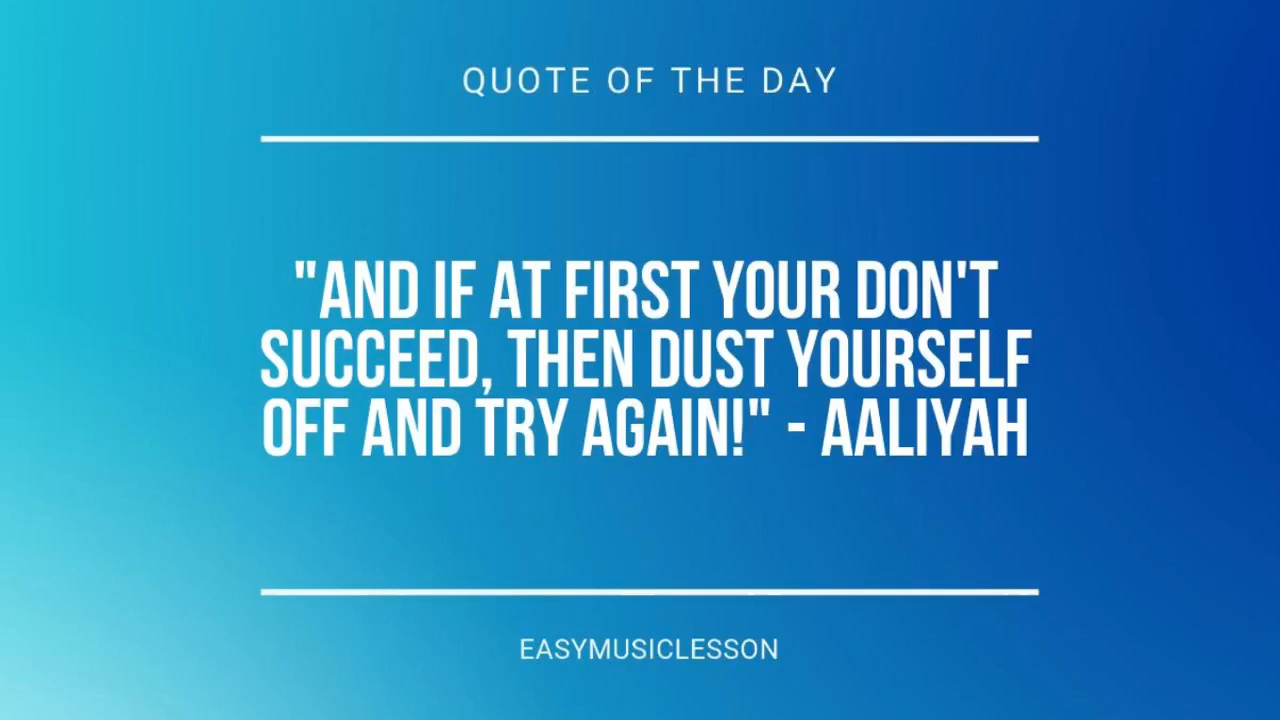 QUOTE OF THE DAY
"AND IF AT FIRST YOUR DON'T
SUCCEED, THEN DUST YOURSELF
OFF AND TRY AGAIN!" - AALIYAH
EASYMUSICLESSON